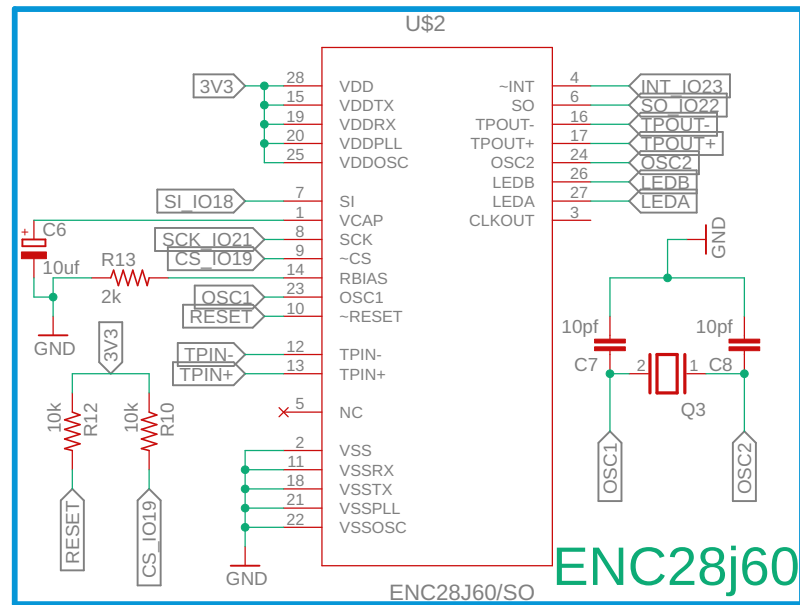 U$2
3V3
28 VDD
15 VDDTX
19 VDDRX
20 VDDPLL
25 VDDOSC
SI_IO18 7 SI
1 VCAP
SCK_IO21 8 SCK
CS_IO19 9 ~CS
14 RBIAS
OSC1 23 OSC1
RESET 10 ~RESET
TPIN- 12 TPIN-
TPIN+ 13 TPIN+
5 NC
2 VSS
11 VSSRX
18 VSSTX
21 VSSPLL
22 VSSOSC
GND
~INT 4 INT_IO23
SO 6 SO_IO22
TPOUT- 16 TPOUT-
TPOUT+ 17 TPOUT+
OSC2 24 OSC2
LEDB 26 LEDB
LEDA 27 LEDA
CLKOUT 3
+ C6
10uf
R13
2k
GND
3V3
10k R12
10k R10
RESET
CS_IO19
GND
10pf
C7
10pf
C8
2 1
Q3
OSC1
OSC2
ENC28J60/SO
ENC28j60